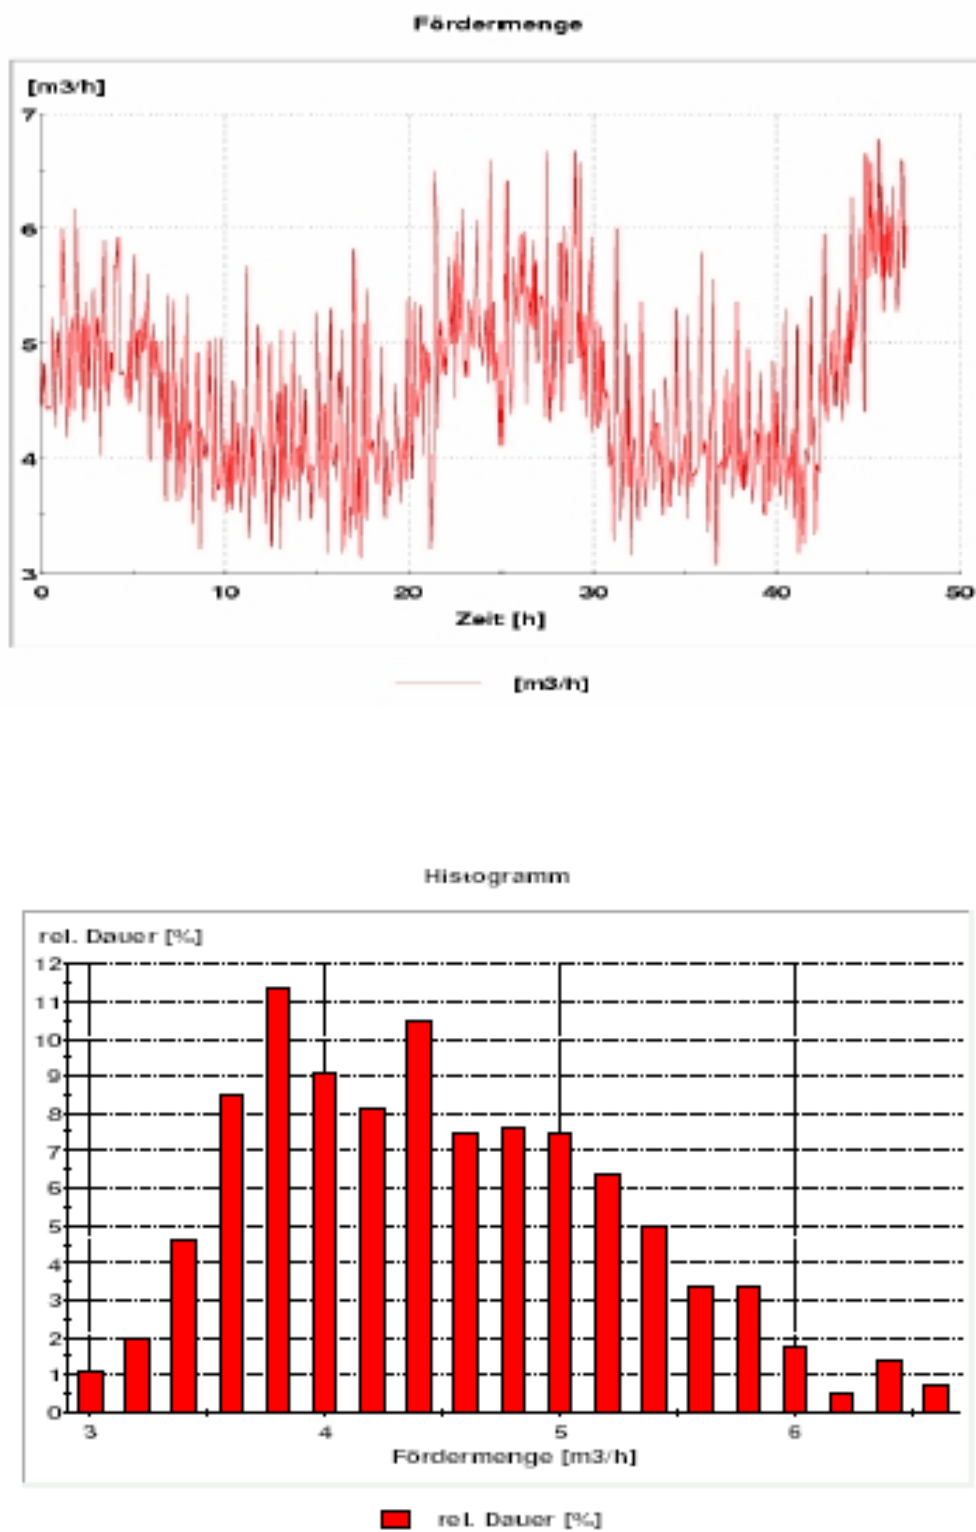 Fördermenge
[m3/h]
7
6
5
4
3
0 10 20 30 40 50
Zeit [h]
[m3/h]
Histogramm
rel. Dauer [%]
12
11
10
9
8
7
6
5
4
3
2
1
0
3 4 5 6
Fördermenge [m3/h]
rel. Dauer [%]